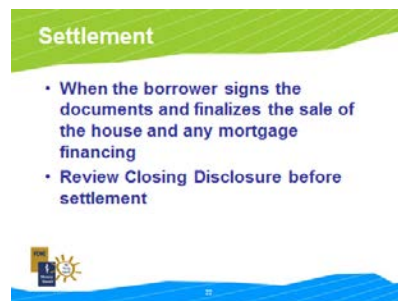 Settlement
• When the borrower signs the
documents and finalizes the sale of
the house and any mortgage
financing
• Review Closing Disclosure before
settlement